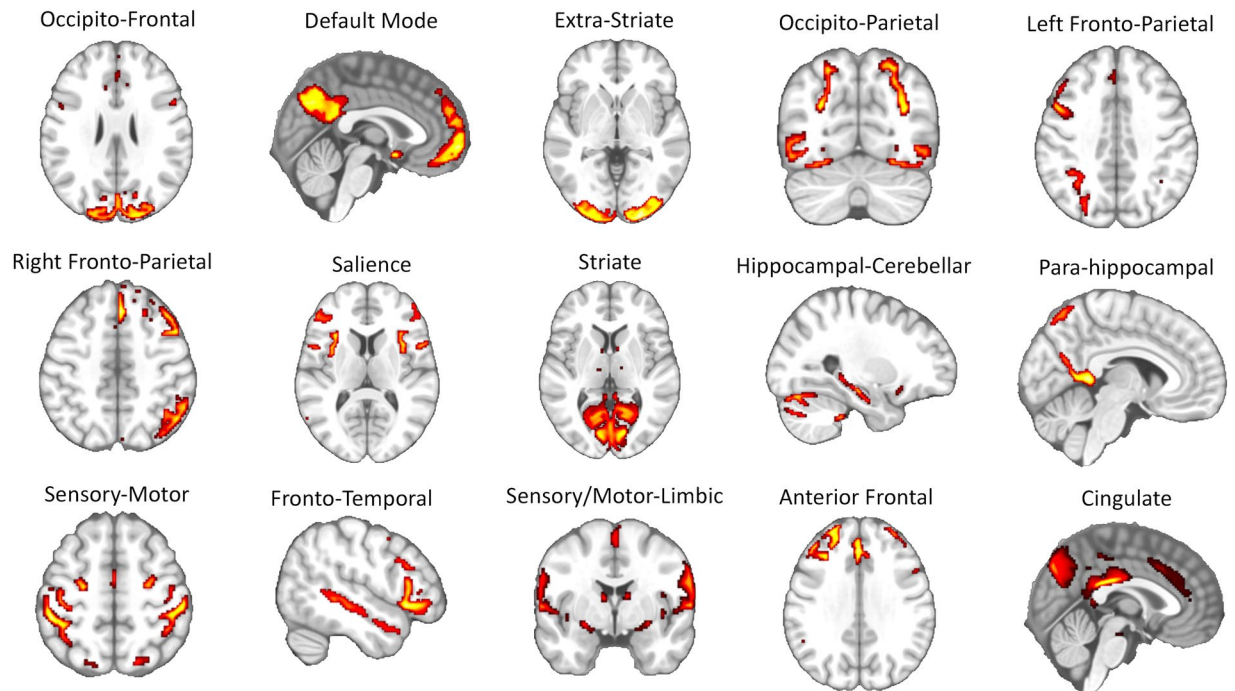 Occipito-Frontal
Default Mode
Extra-Striate
Occipito-Parietal
Left Fronto-Parietal
Right Fronto-Parietal
Salience
Striate
Hippocampal-Cerebellar
Para-hippocampal
Sensory-Motor
Fronto-Temporal
Sensory/Motor-Limbic
Anterior Frontal
Cingulate